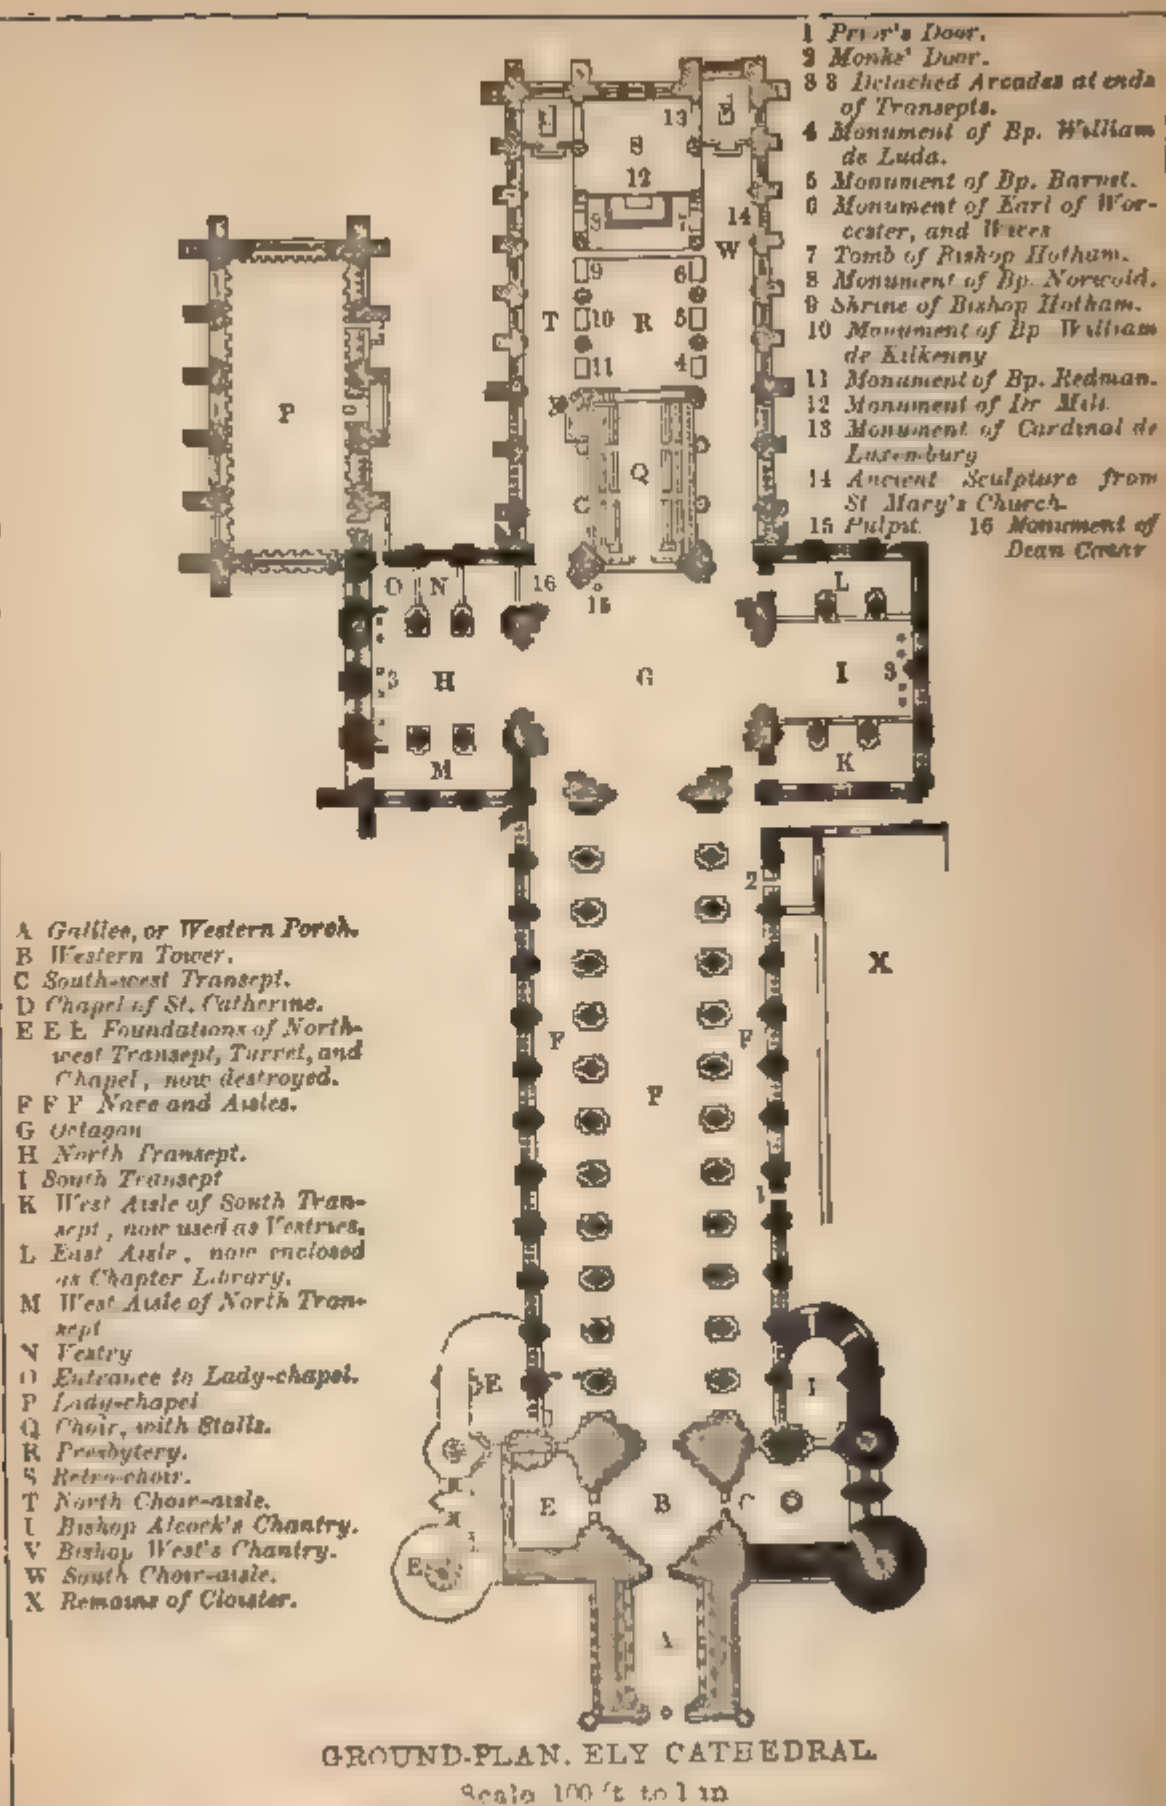 1 Prior's Door.
2 Monks' Door.
3 3 Detached Arcades at ends
of Transepts.
4 Monument of Bp. William
de Luda.
5 Monument of Bp. Barnet.
6 Monument of Earl of Wor-
cester, and Wives
7 Tomb of Bishop Hotham.
8 Monument of Bp. Norwold.
9 Shrine of Bishop Hotham.
10 Monument of Bp William
de Kilkenny
11 Monument of Bp. Redman.
12 Monument of Dr Mill
13 Monument of Cardinal de
Luxemburg
14 Ancient Sculpture from
St Mary's Church.
15 Pulpit. 16 Monument of
Dean
13
S
12
14
W
9
6
T
10
R
5
11
4
P
Q
C
O
N
16
15
L
2
3
H
G
I
3
M
K
2
X
F
F
F
1
E
E
B
C
E
A
A Galilee, or Western Porch.
B Western Tower.
C South-west Transept.
D Chapel of St. Catherine.
E E E Foundations of North-
west Transept, Turret, and
Chapel, now destroyed.
F F F Nave and Aisles.
G Octagon
H North Transept.
I South Transept
K West Aisle of South Tran-
sept, now used as Vestries.
L East Aisle, now enclosed
as Chapter Library.
M West Aisle of North Tran-
sept
N Vestry
O Entrance to Lady-chapel.
P Lady-chapel
Q Choir, with Stalls.
R Presbytery.
S Retro-choir.
T North Choir-aisle.
Bishop Alcock's Chantry.
V Bishop West's Chantry.
W South Choir-aisle.
X Remains of Cloister.
GROUND-PLAN. ELY CATHEDRAL
Scale 100 ft to 1 in